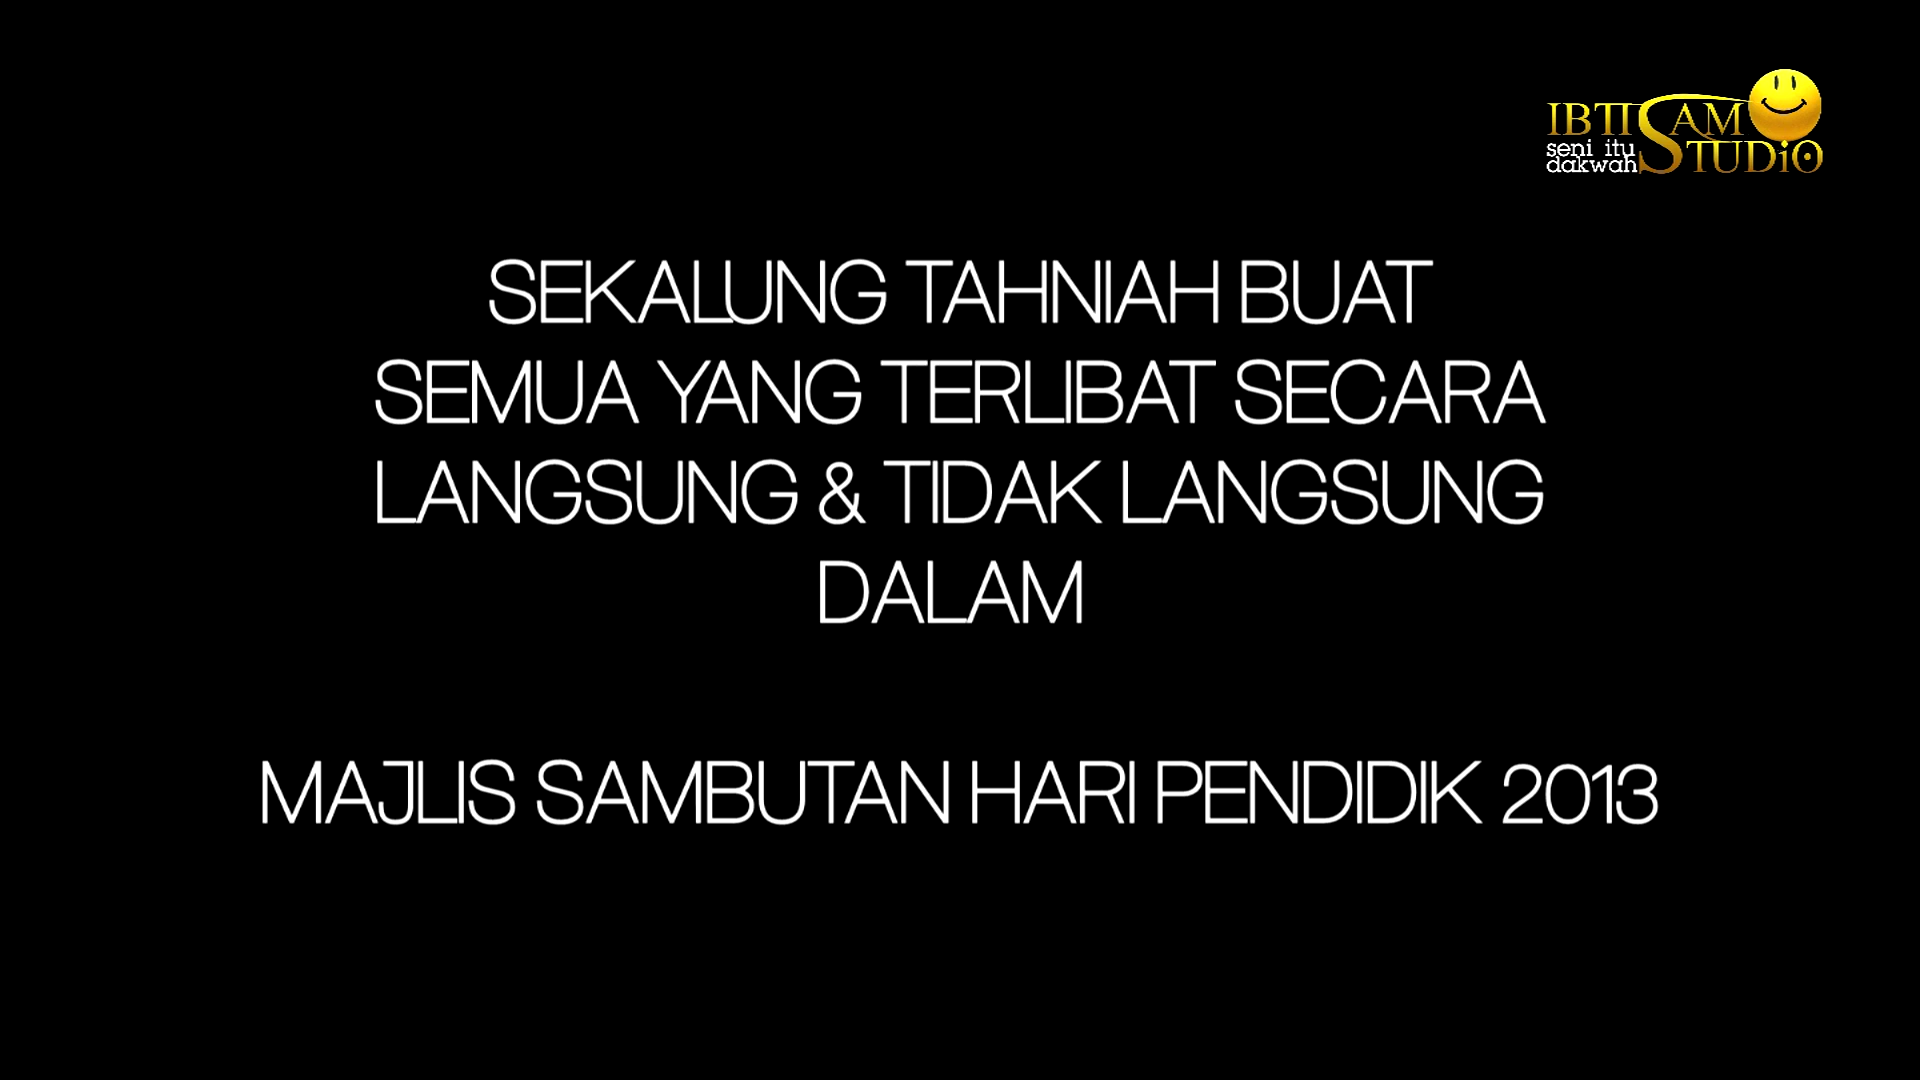 IBTISAM
seni itu
dakwah
STUDiO
SEKALUNG TAHNIAH BUAT
SEMUA YANG TERLIBAT SECARA
LANGSUNG & TIDAK LANGSUNG
DALAM
MAJLIS SAMBUTAN HARI PENDIDIK 2013